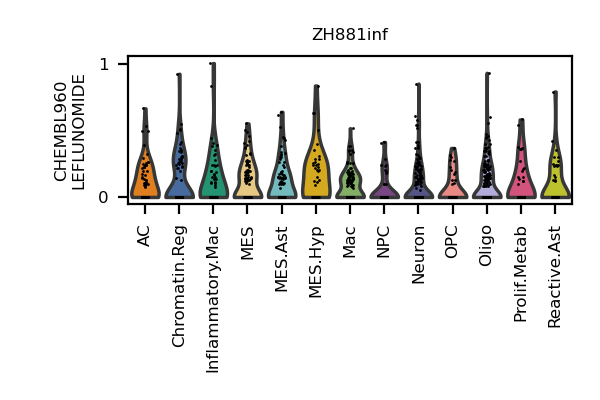 ZH881inf
CHEMBL960
LEFLUNOMIDE
1
0
AC
Chromatin.Reg
Inflammatory.Mac
MES
MES.Ast
MES.Hyp
Mac
NPC
Neuron
OPC
Oligo
Prolif.Metab
Reactive.Ast